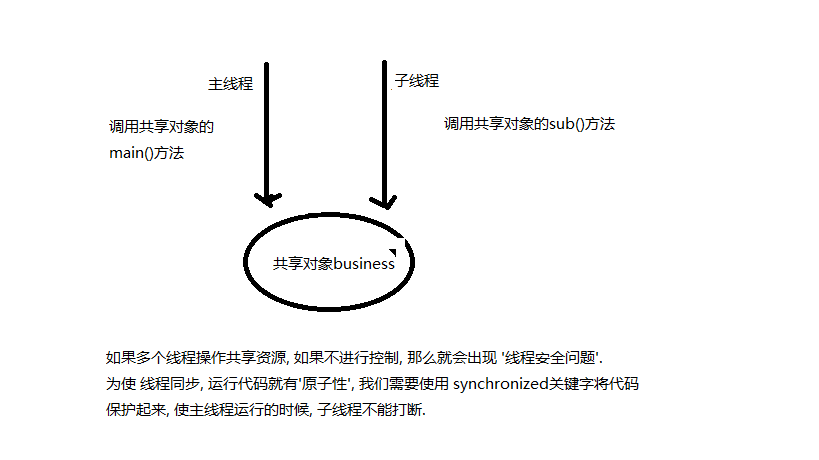 主线程
子线程
调用共享对象的
main()方法
调用共享对象的sub()方法
共享对象business
如果多个线程操作共享资源, 如果不进行控制, 那么就会出现 '线程安全问题'.
为使 线程同步, 运行代码就有'原子性', 我们需要使用 synchronized关键字将代码
保护起来, 使主线程运行的时候, 子线程不能打断.